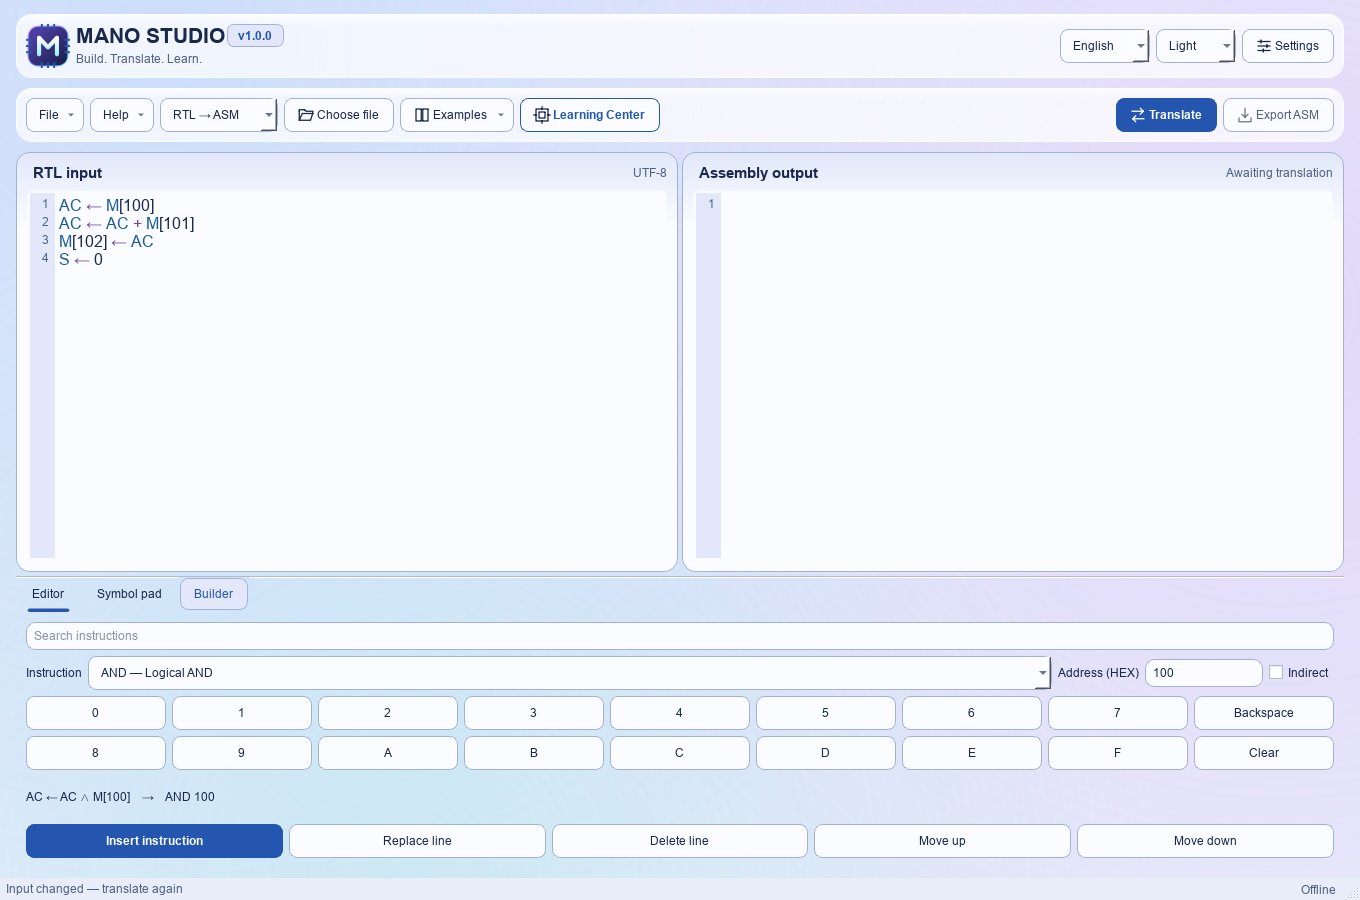 MANO STUDIO v1.0.0
Build. Translate. Learn.
English
Light
Settings
File
Help
RTL → ASM
Choose file
Examples
Learning Center
Translate
Export ASM
RTL input
UTF-8
1 AC ← M[100]
2 AC ← AC + M[101]
3 M[102] ← AC
4 S ← 0
Assembly output
Awaiting translation
1
Editor
Symbol pad
Builder
Search instructions
Instruction
AND — Logical AND
Address (HEX)
100
Indirect
0 1 2 3 4 5 6 7 Backspace
8 9 A B C D E F Clear
AC ← AC ∧ M[100] → AND 100
Insert instruction
Replace line
Delete line
Move up
Move down
Input changed — translate again
Offline